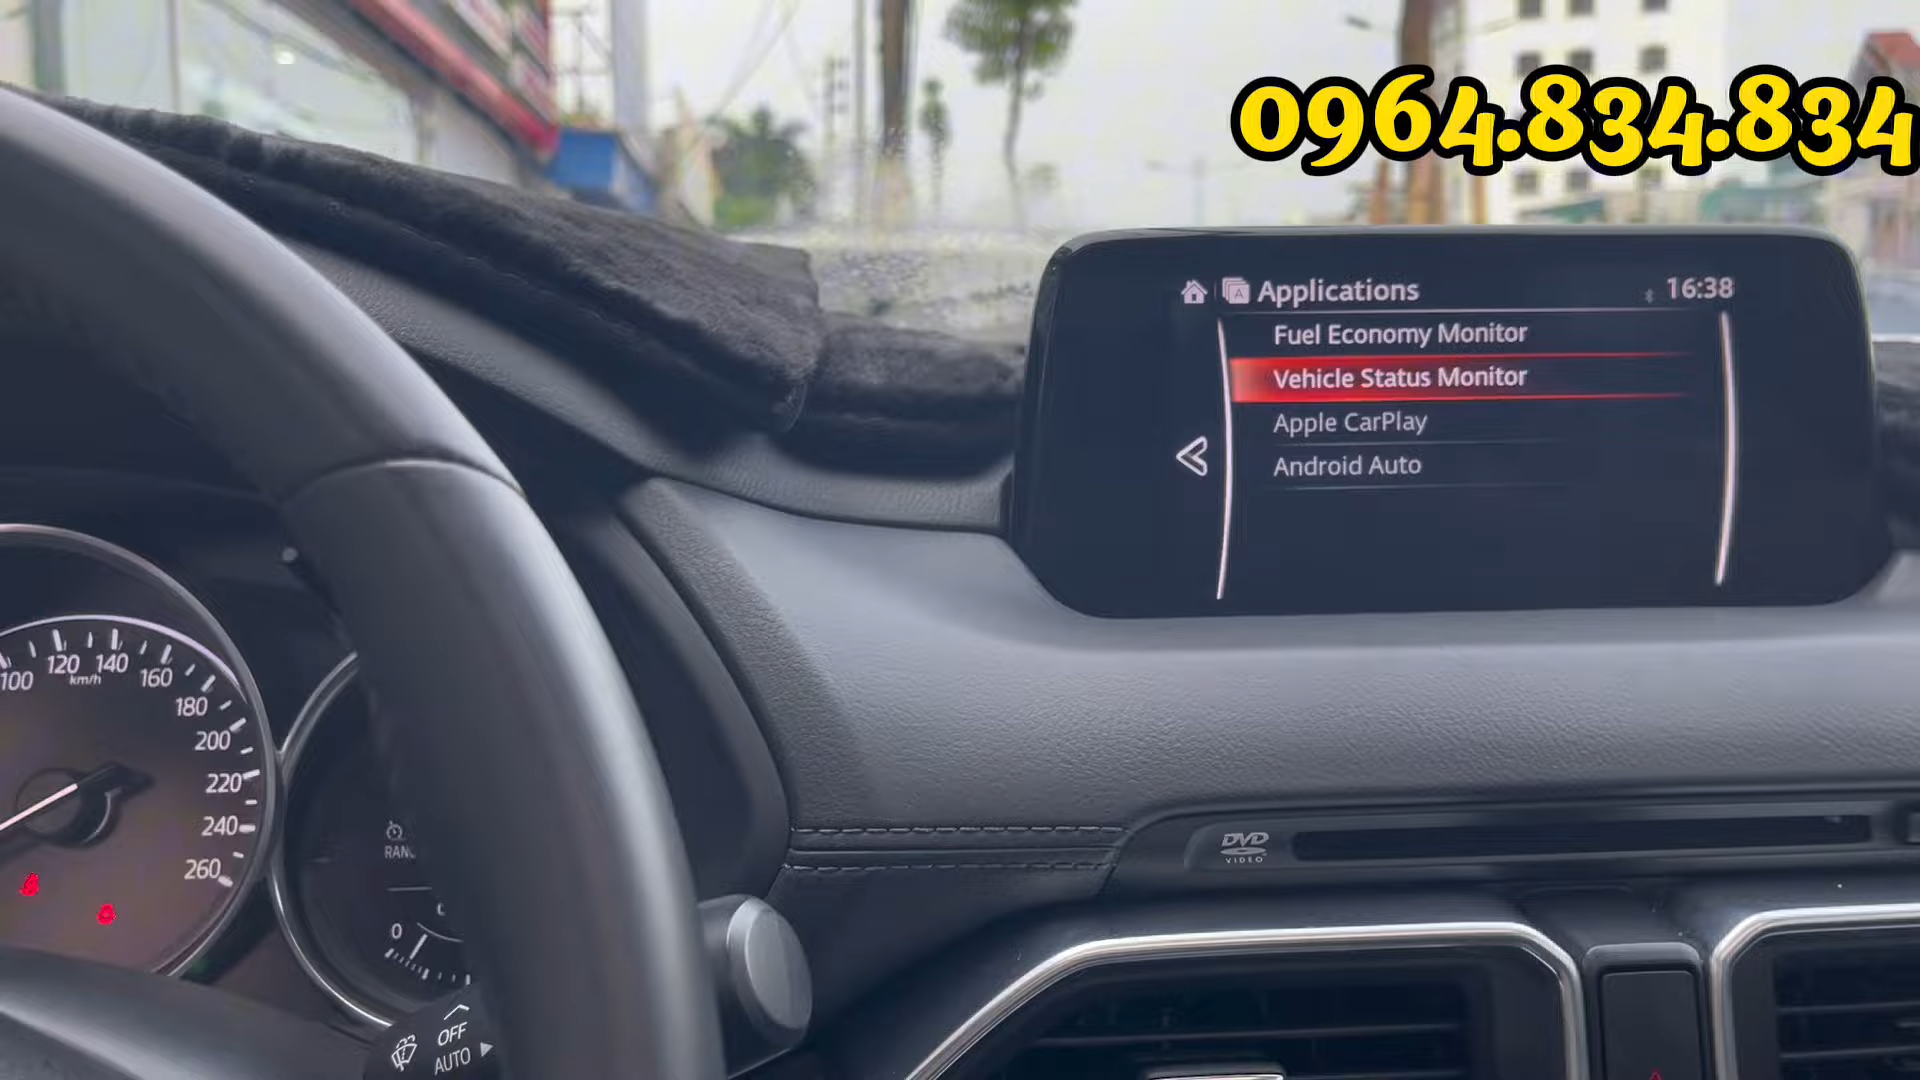 0964.834.834
Applications
16:38
Fuel Economy Monitor
Vehicle Status Monitor
Apple CarPlay
Android Auto
100
120
140
160
km/h
180
200
220
240
260
DVD
VIDEO
0
OFF
AUTO